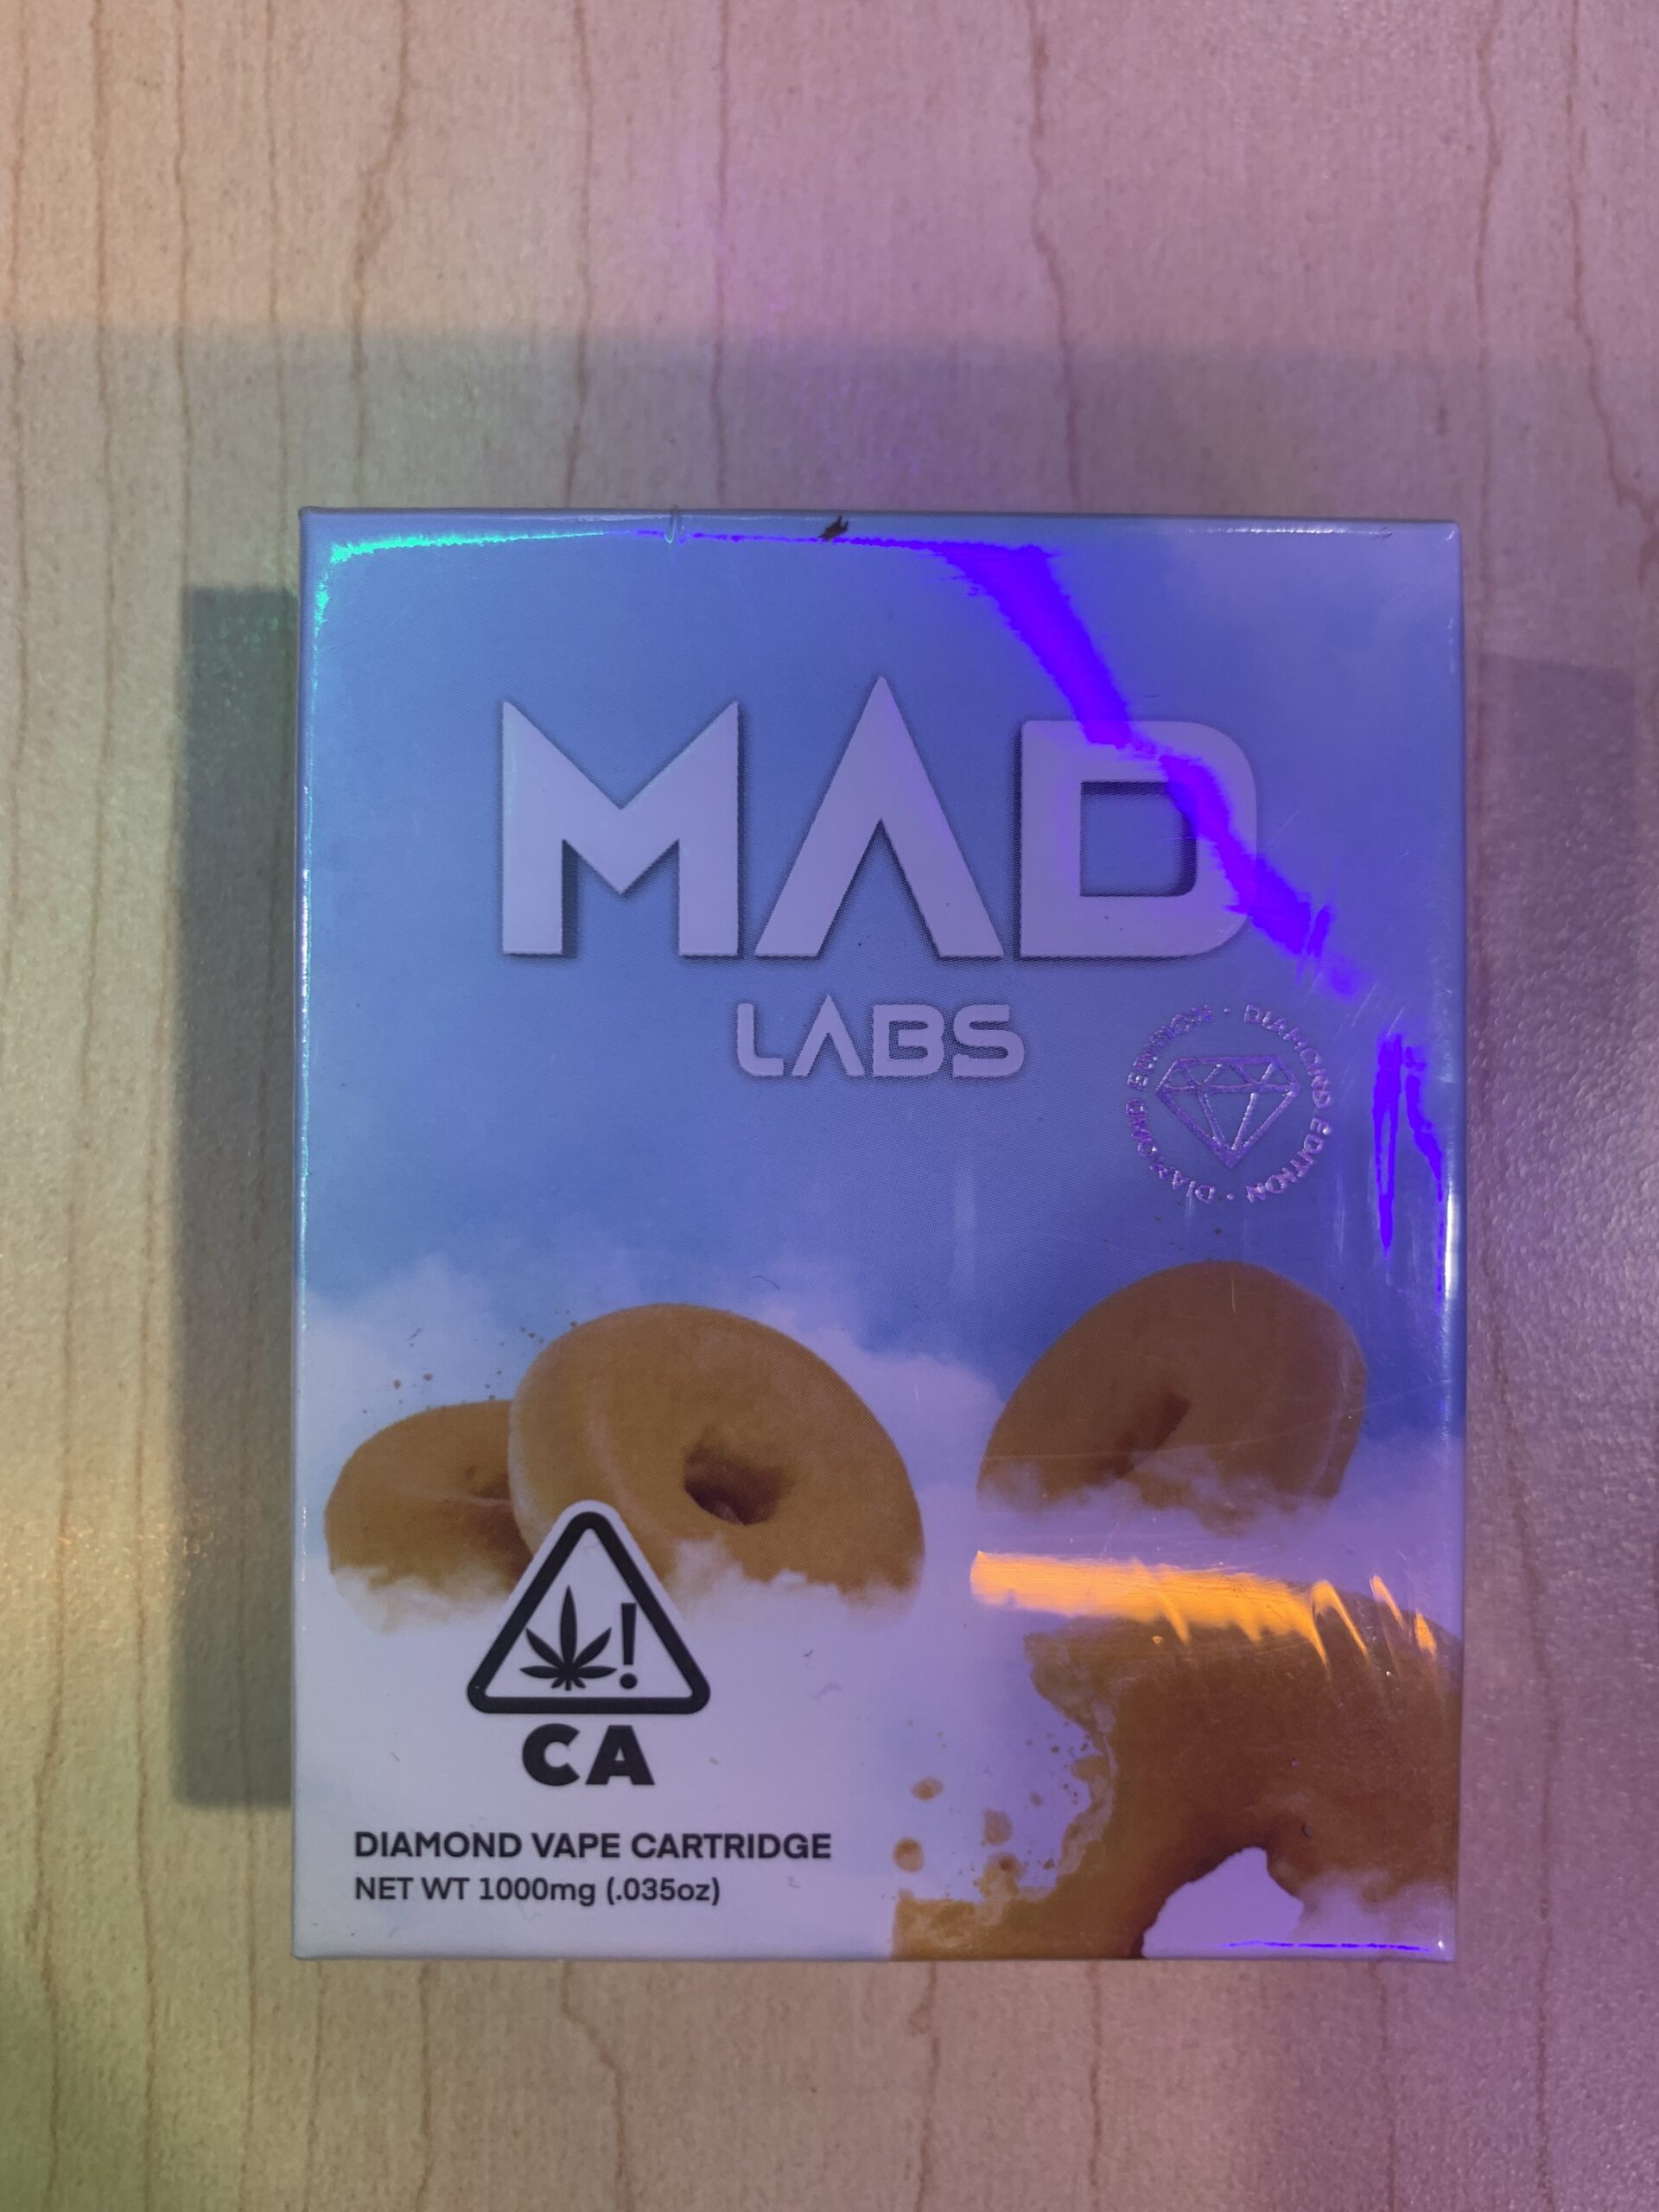 MAD
LABS
DIAMOND EDITION · DIAMOND EDITION ·
!
CA
DIAMOND VAPE CARTRIDGE
NET WT 1000mg (.035oz)